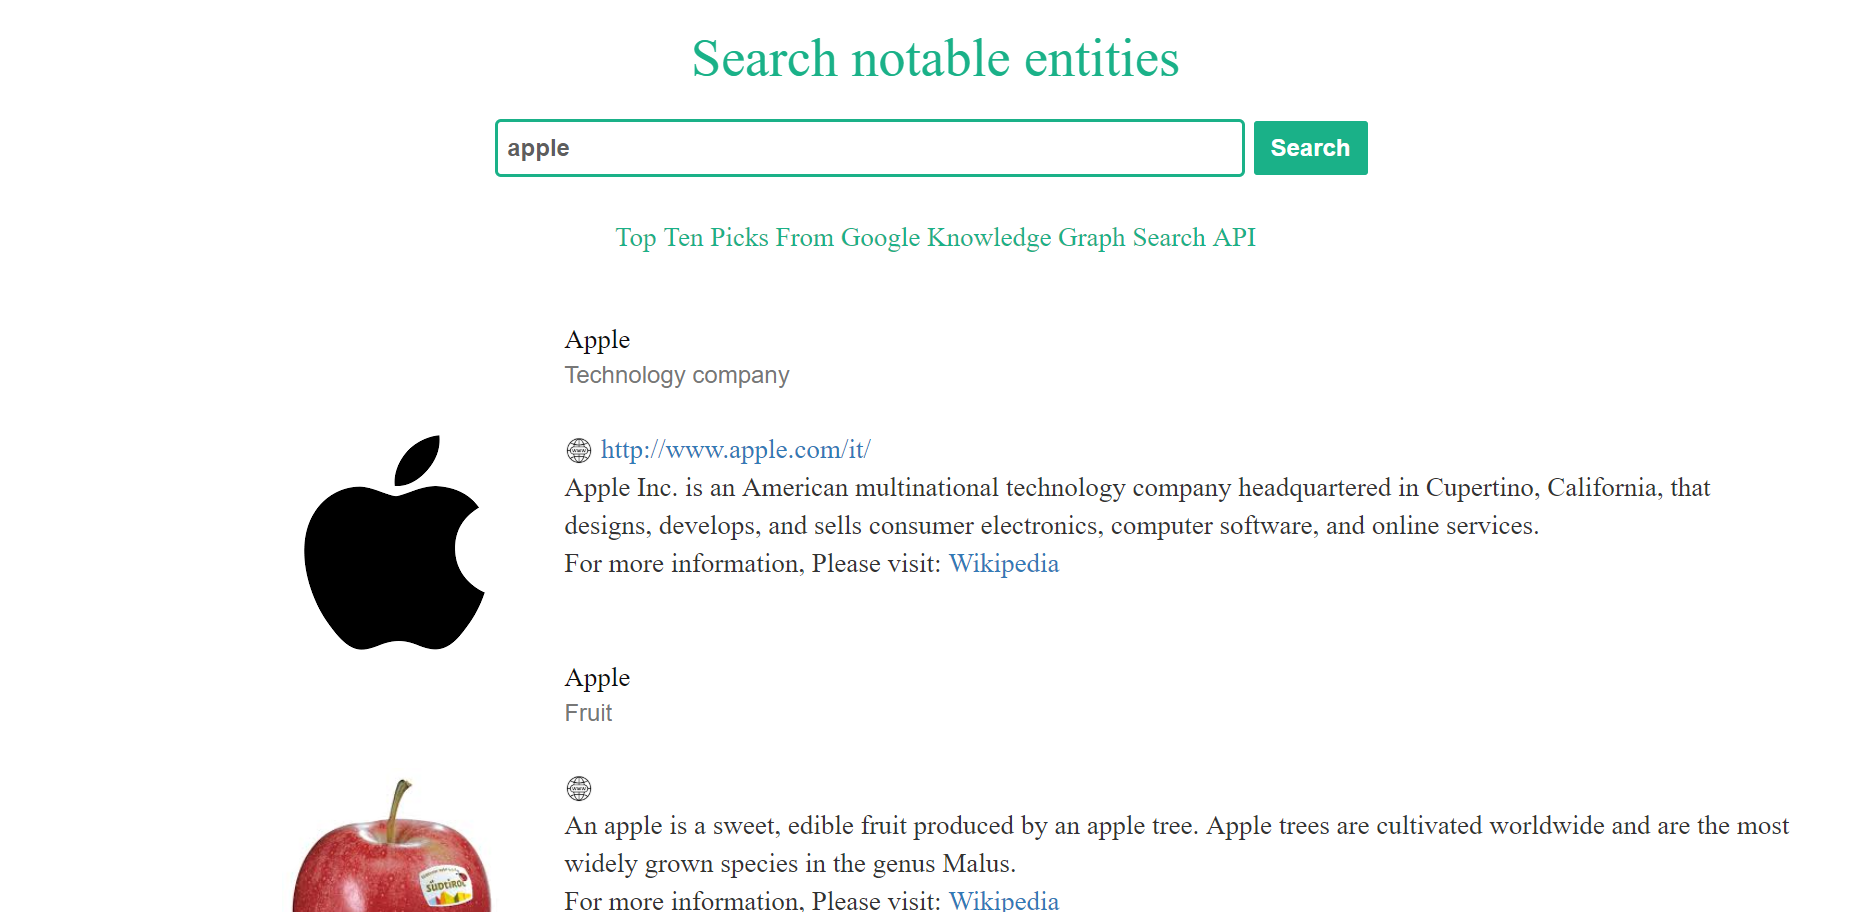 Search notable entities
apple
Search
Top Ten Picks From Google Knowledge Graph Search API
Apple
Technology company
http://www.apple.com/it/
Apple Inc. is an American multinational technology company headquartered in Cupertino, California, that
designs, develops, and sells consumer electronics, computer software, and online services.
For more information, Please visit: Wikipedia
Apple
Fruit
An apple is a sweet, edible fruit produced by an apple tree. Apple trees are cultivated worldwide and are the most
widely grown species in the genus Malus.
SÜDTIROL
For more information, Please visit: Wikipedia